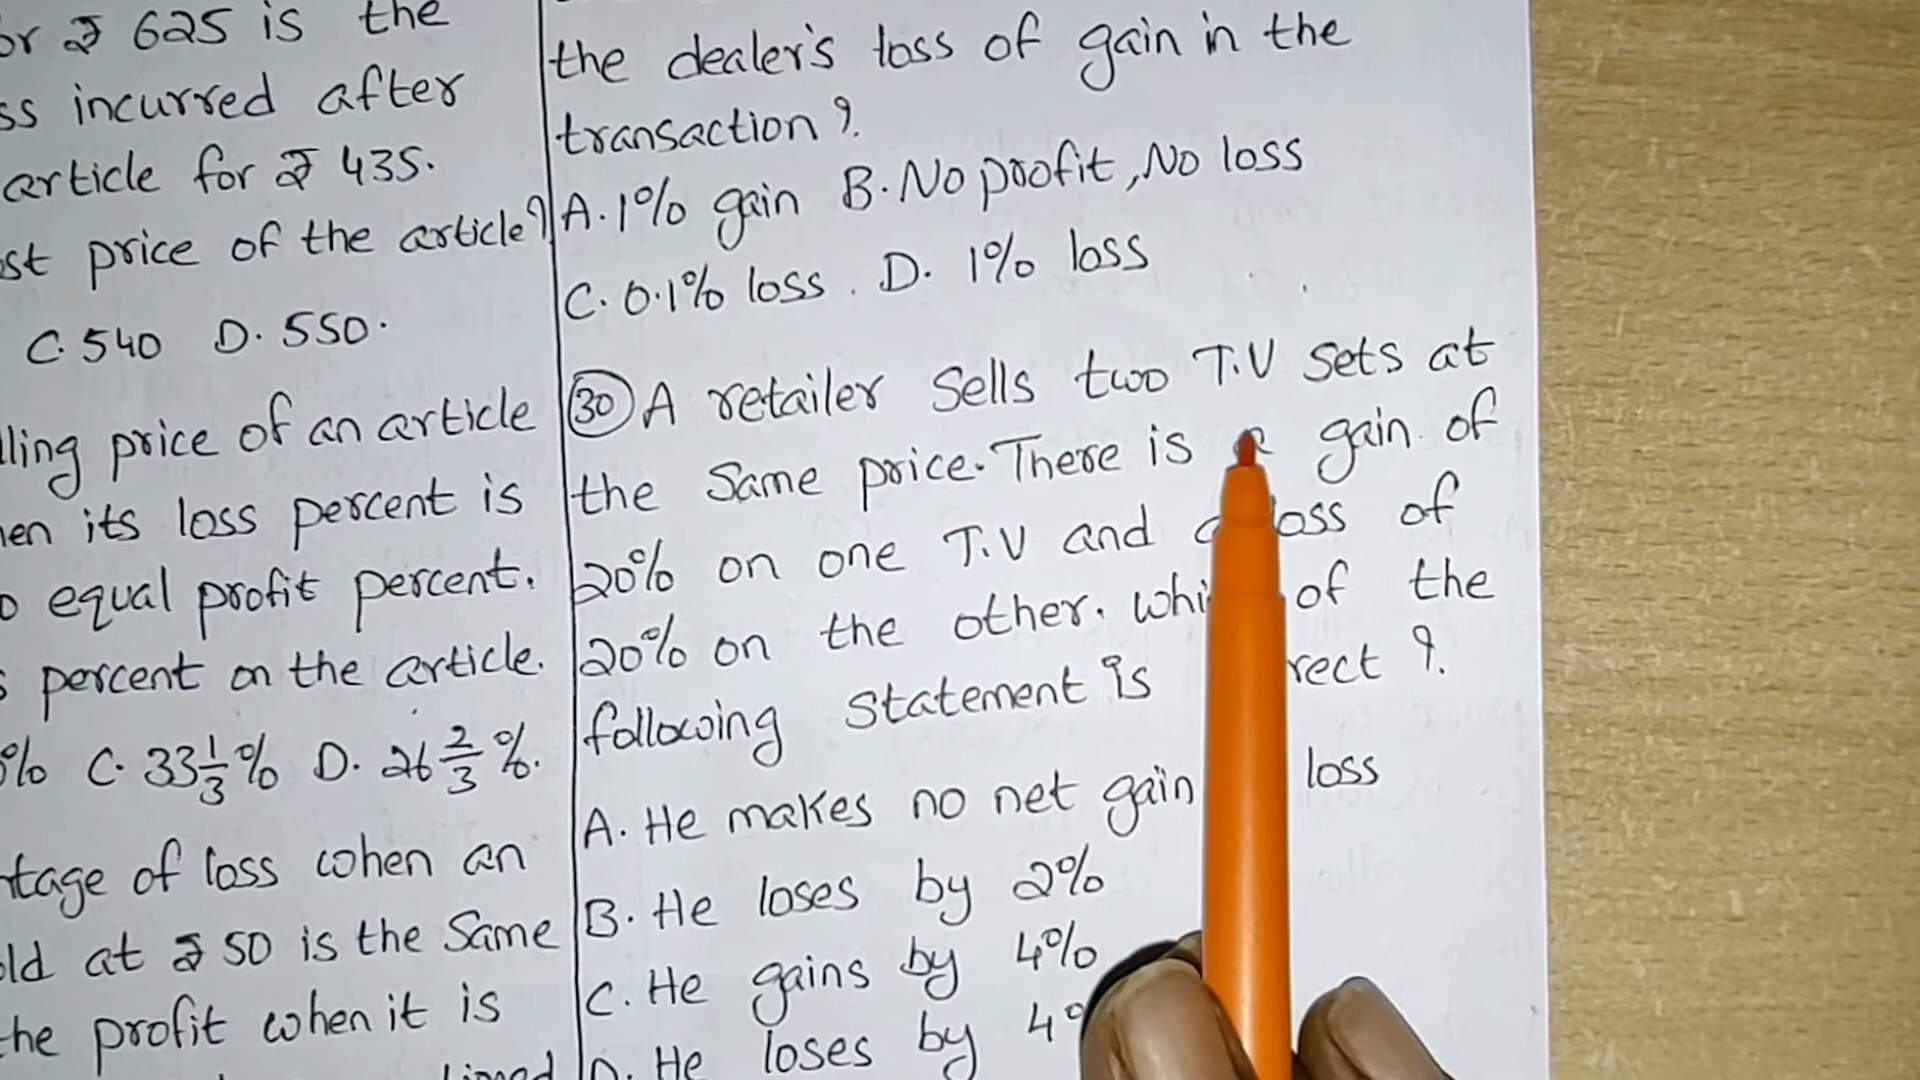 or ₹ 625 is the
ss incurred after
article for ₹ 435.
st price of the article?
C. 540 D. 550.
ling price of an article
en its loss percent is
equal profit percent.
percent on the article.
% C. 33 1/3 % D. 26 2/3 %.
tage of loss when an
ld at ₹ 50 is the Same
the profit when it is
the dealer's loss of gain in the
transaction?
A. 1% gain B. No profit, No loss
C. 0.1% loss. D. 1% loss
30 A retailer Sells two T.V Sets at
the Same price. There is a gain of
20% on one T.V and a loss of
20% on the other. whi of the
following Statement is rect ?
A. He makes no net gain loss
B. He loses by 2%
C. He gains by 4%
D. He loses by 4%